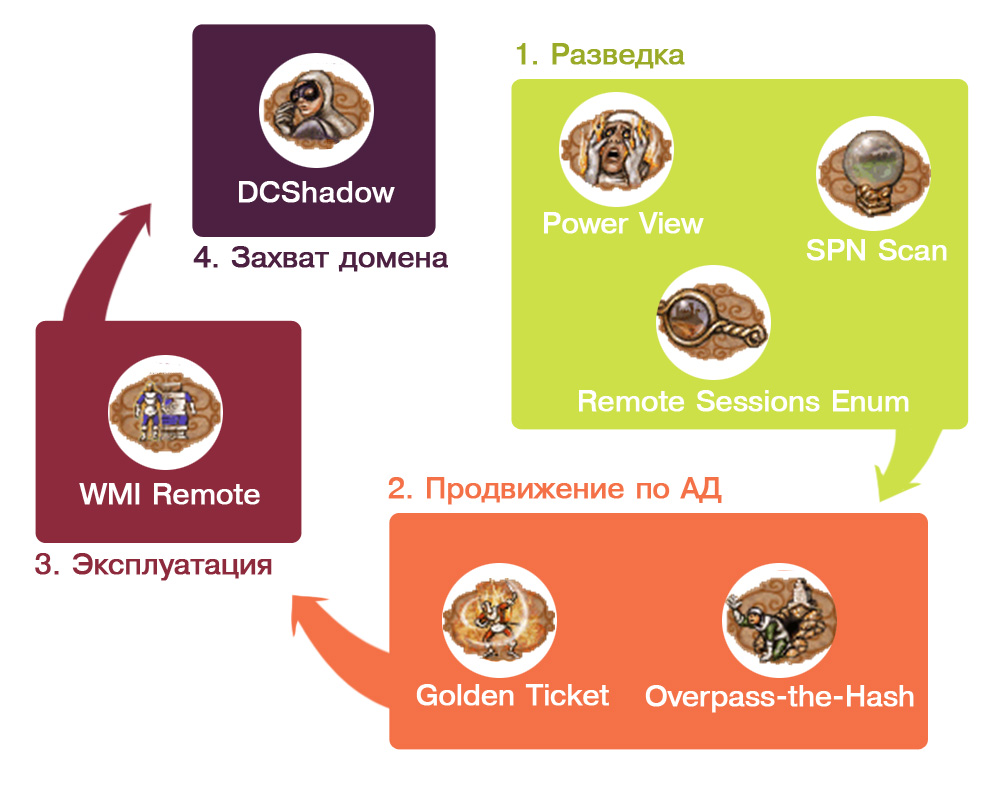 1. Разведка
Power View
SPN Scan
Remote Sessions Enum
2. Продвижение по АД
Golden Ticket
Overpass-the-Hash
WMI Remote
3. Эксплуатация
DCShadow
4. Захват домена